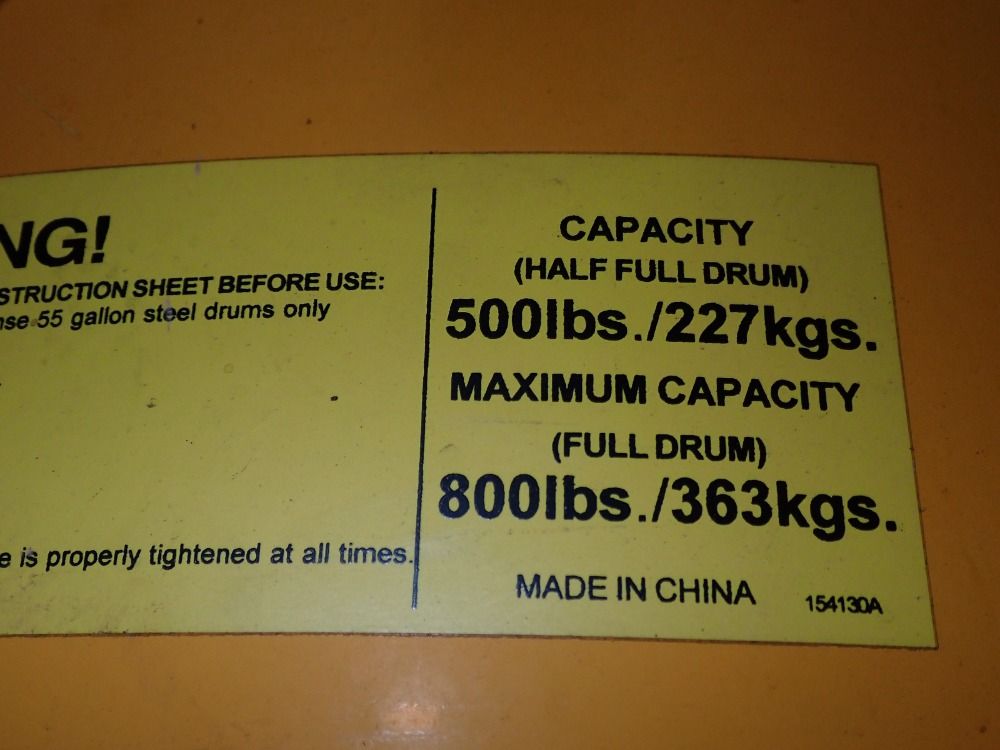 NG!
STRUCTION SHEET BEFORE USE:
nse 55 gallon steel drums only
e is properly tightened at all times.
CAPACITY
(HALF FULL DRUM)
500lbs./227kgs.
MAXIMUM CAPACITY
(FULL DRUM)
800lbs./363kgs.
MADE IN CHINA
154130A